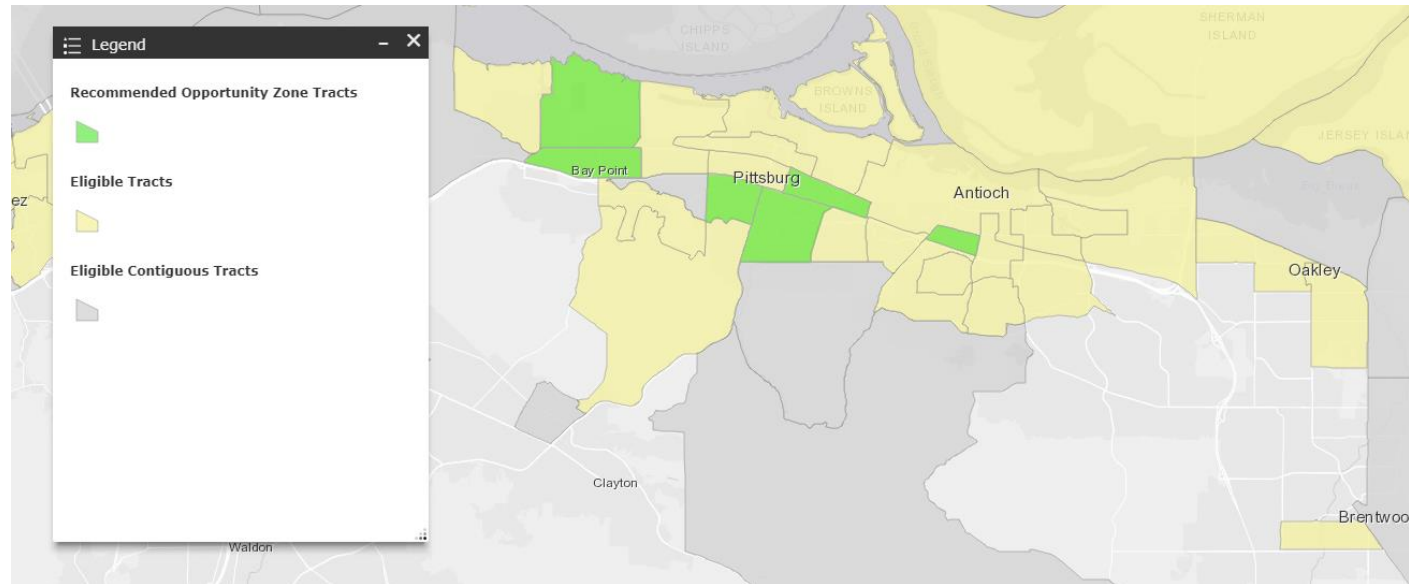 Legend
Recommended Opportunity Zone Tracts
Eligible Tracts
Eligible Contiguous Tracts
CHIPPS
ISLAND
SHERMAN
ISLAND
BROWNS
ISLAND
JERSEY ISLA
Bay Point
Pittsburg
Antioch
ez
Oakley
Clayton
Brentwoo
Waldon